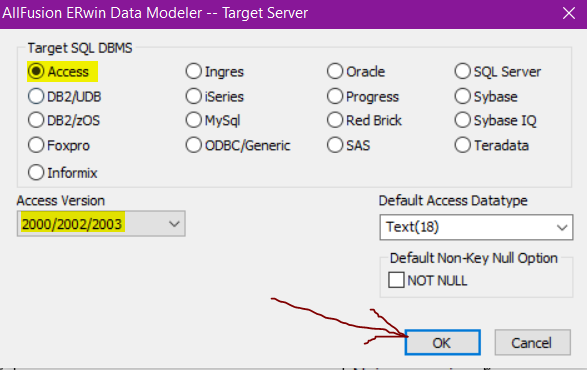 AllFusion ERwin Data Modeler -- Target Server
Target SQL DBMS
Access Ingres Oracle SQL Server
DB2/UDB iSeries Progress Sybase
DB2/zOS MySql Red Brick Sybase IQ
Foxpro ODBC/Generic SAS Teradata
Informix
Access Version Default Access Datatype
2000/2002/2003 Text(18)
Default Non-Key Null Option
NOT NULL
OK Cancel